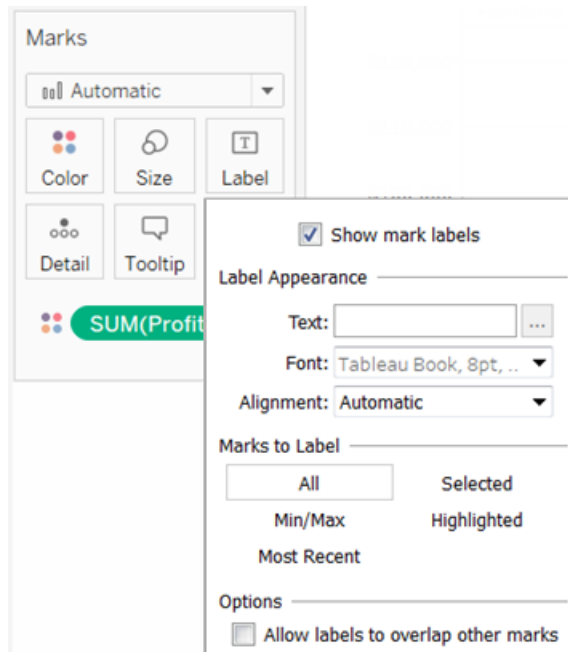 Marks
Automatic
Color Size Label
Detail Tooltip
SUM(Profit
Show mark labels
Label Appearance
Text: ...
Font: Tableau Book, 8pt, ..
Alignment: Automatic
Marks to Label
All Selected
Min/Max Highlighted
Most Recent
Options
Allow labels to overlap other marks